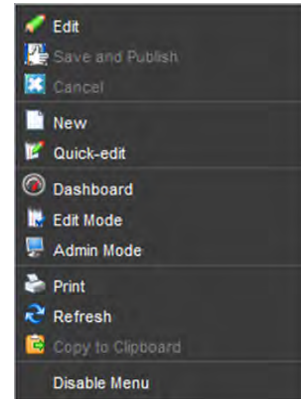 Edit
Save and Publish
Cancel
New
Quick-edit
Dashboard
Edit Mode
Admin Mode
Print
Refresh
Copy to Clipboard
Disable Menu